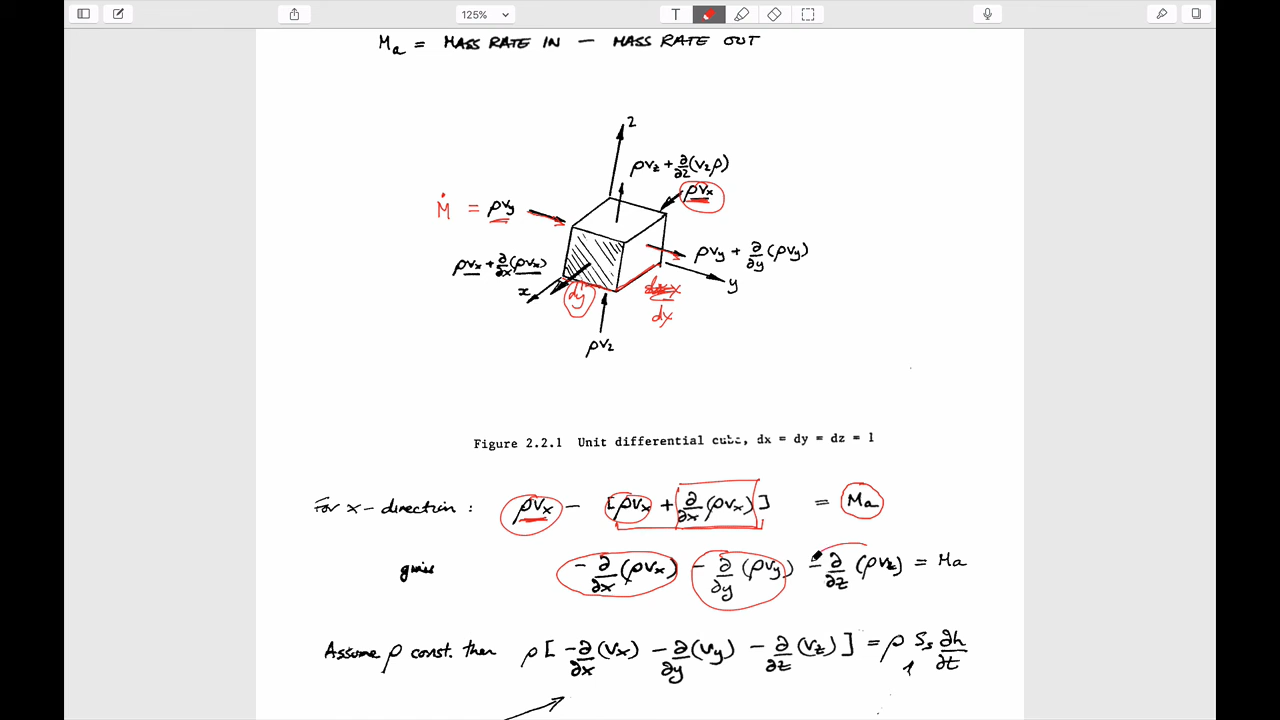 125%
T
Ma = MASS RATE IN — MASS RATE OUT
z
ρvz + ∂/∂z (vzρ)
ρvx
Ṁ = ρvy
ρvy + ∂/∂y (ρvy)
ρvx + ∂/∂x (ρvx)
x
dy
y
dx
ρvz
Figure 2.2.1 Unit differential cube, dx = dy = dz = 1
For x-direction : ρvx − [ρvx + ∂/∂x (ρvx)] = Ma
gives −∂/∂x (ρvx) − ∂/∂y (ρvy) − ∂/∂z (ρvz) = Ma
Assume ρ const. then ρ [ −∂/∂x (vx) − ∂/∂y (vy) − ∂/∂z (vz) ] = ρ Ss ∂h/∂t